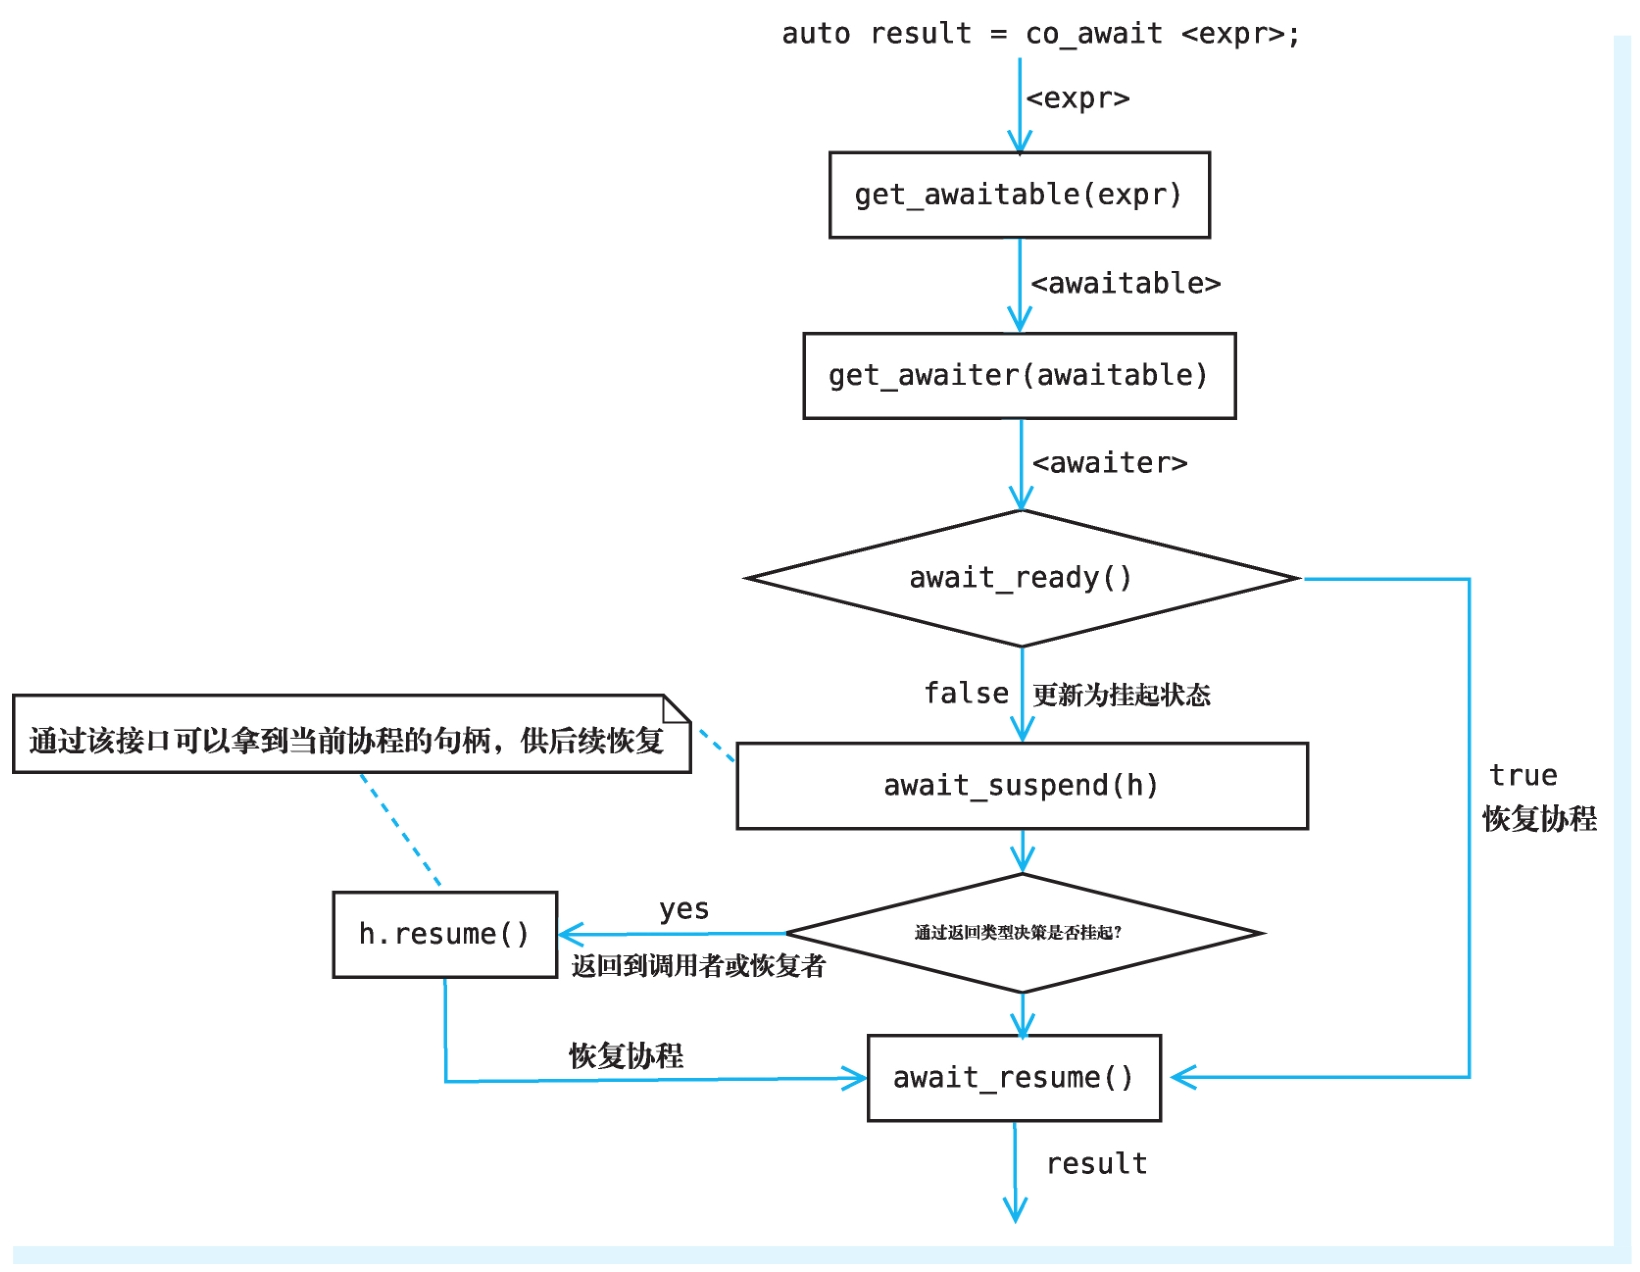 auto result = co_await <expr>;
<expr>
get_awaitable(expr)
<awaitable>
get_awaiter(awaitable)
<awaiter>
await_ready()
false 更新为挂起状态
通过该接口可以拿到当前协程的句柄，供后续恢复
await_suspend(h)
true
恢复协程
yes
h.resume()
通过返回类型决策是否挂起?
返回到调用者或恢复者
恢复协程
await_resume()
result